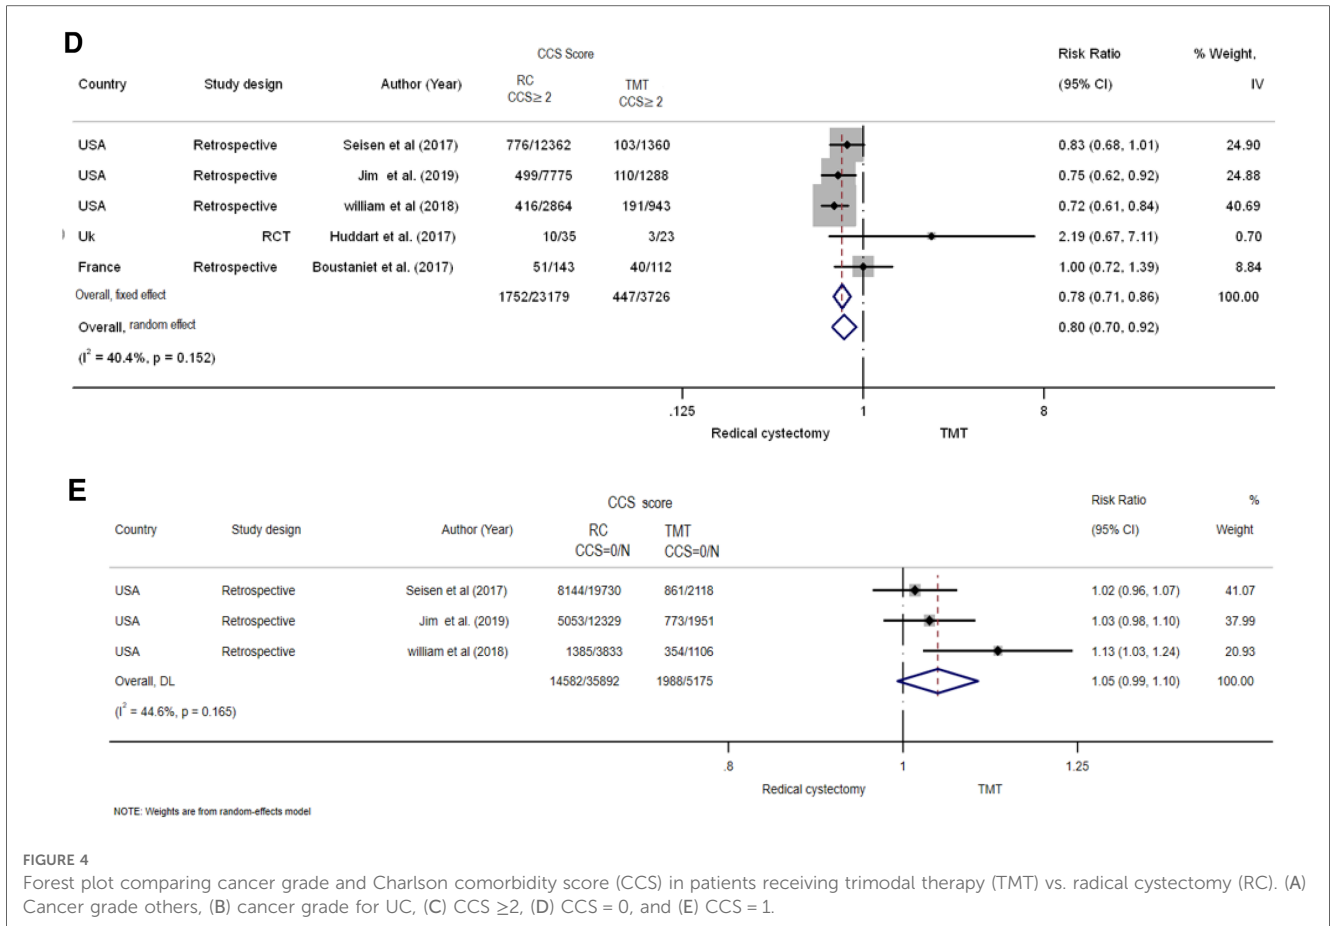 D
CCS Score
Risk Ratio % Weight,
Country Study design Author (Year) RC CCS≥ 2 TMT CCS≥ 2 (95% CI) IV
USA Retrospective Seisen et al (2017) 776/12362 103/1360 0.83 (0.68, 1.01) 24.90
USA Retrospective Jim et al. (2019) 499/7775 110/1288 0.75 (0.62, 0.92) 24.88
USA Retrospective william et al (2018) 416/2864 191/943 0.72 (0.61, 0.84) 40.69
) Uk RCT Huddart et al. (2017) 10/35 3/23 2.19 (0.67, 7.11) 0.70
France Retrospective Boustaniet et al. (2017) 51/143 40/112 1.00 (0.72, 1.39) 8.84
Overall, fixed effect 1752/23179 447/3726 0.78 (0.71, 0.86) 100.00
Overall, random effect 0.80 (0.70, 0.92)
(I² = 40.4%, p = 0.152)
.125 1 8
Redical cystectomy TMT
E
CCS score
Risk Ratio %
Country Study design Author (Year) RC CCS=0/N TMT CCS=0/N (95% CI) Weight
USA Retrospective Seisen et al (2017) 8144/19730 861/2118 1.02 (0.96, 1.07) 41.07
USA Retrospective Jim et al. (2019) 5053/12329 773/1951 1.03 (0.98, 1.10) 37.99
USA Retrospective william et al (2018) 1385/3833 354/1106 1.13 (1.03, 1.24) 20.93
Overall, DL 14582/35892 1988/5175 1.05 (0.99, 1.10) 100.00
(I² = 44.6%, p = 0.165)
.8 1 1.25
Redical cystectomy TMT
NOTE: Weights are from random-effects model
FIGURE 4
Forest plot comparing cancer grade and Charlson comorbidity score (CCS) in patients receiving trimodal therapy (TMT) vs. radical cystectomy (RC). (A)
Cancer grade others, (B) cancer grade for UC, (C) CCS ≥2, (D) CCS = 0, and (E) CCS = 1.